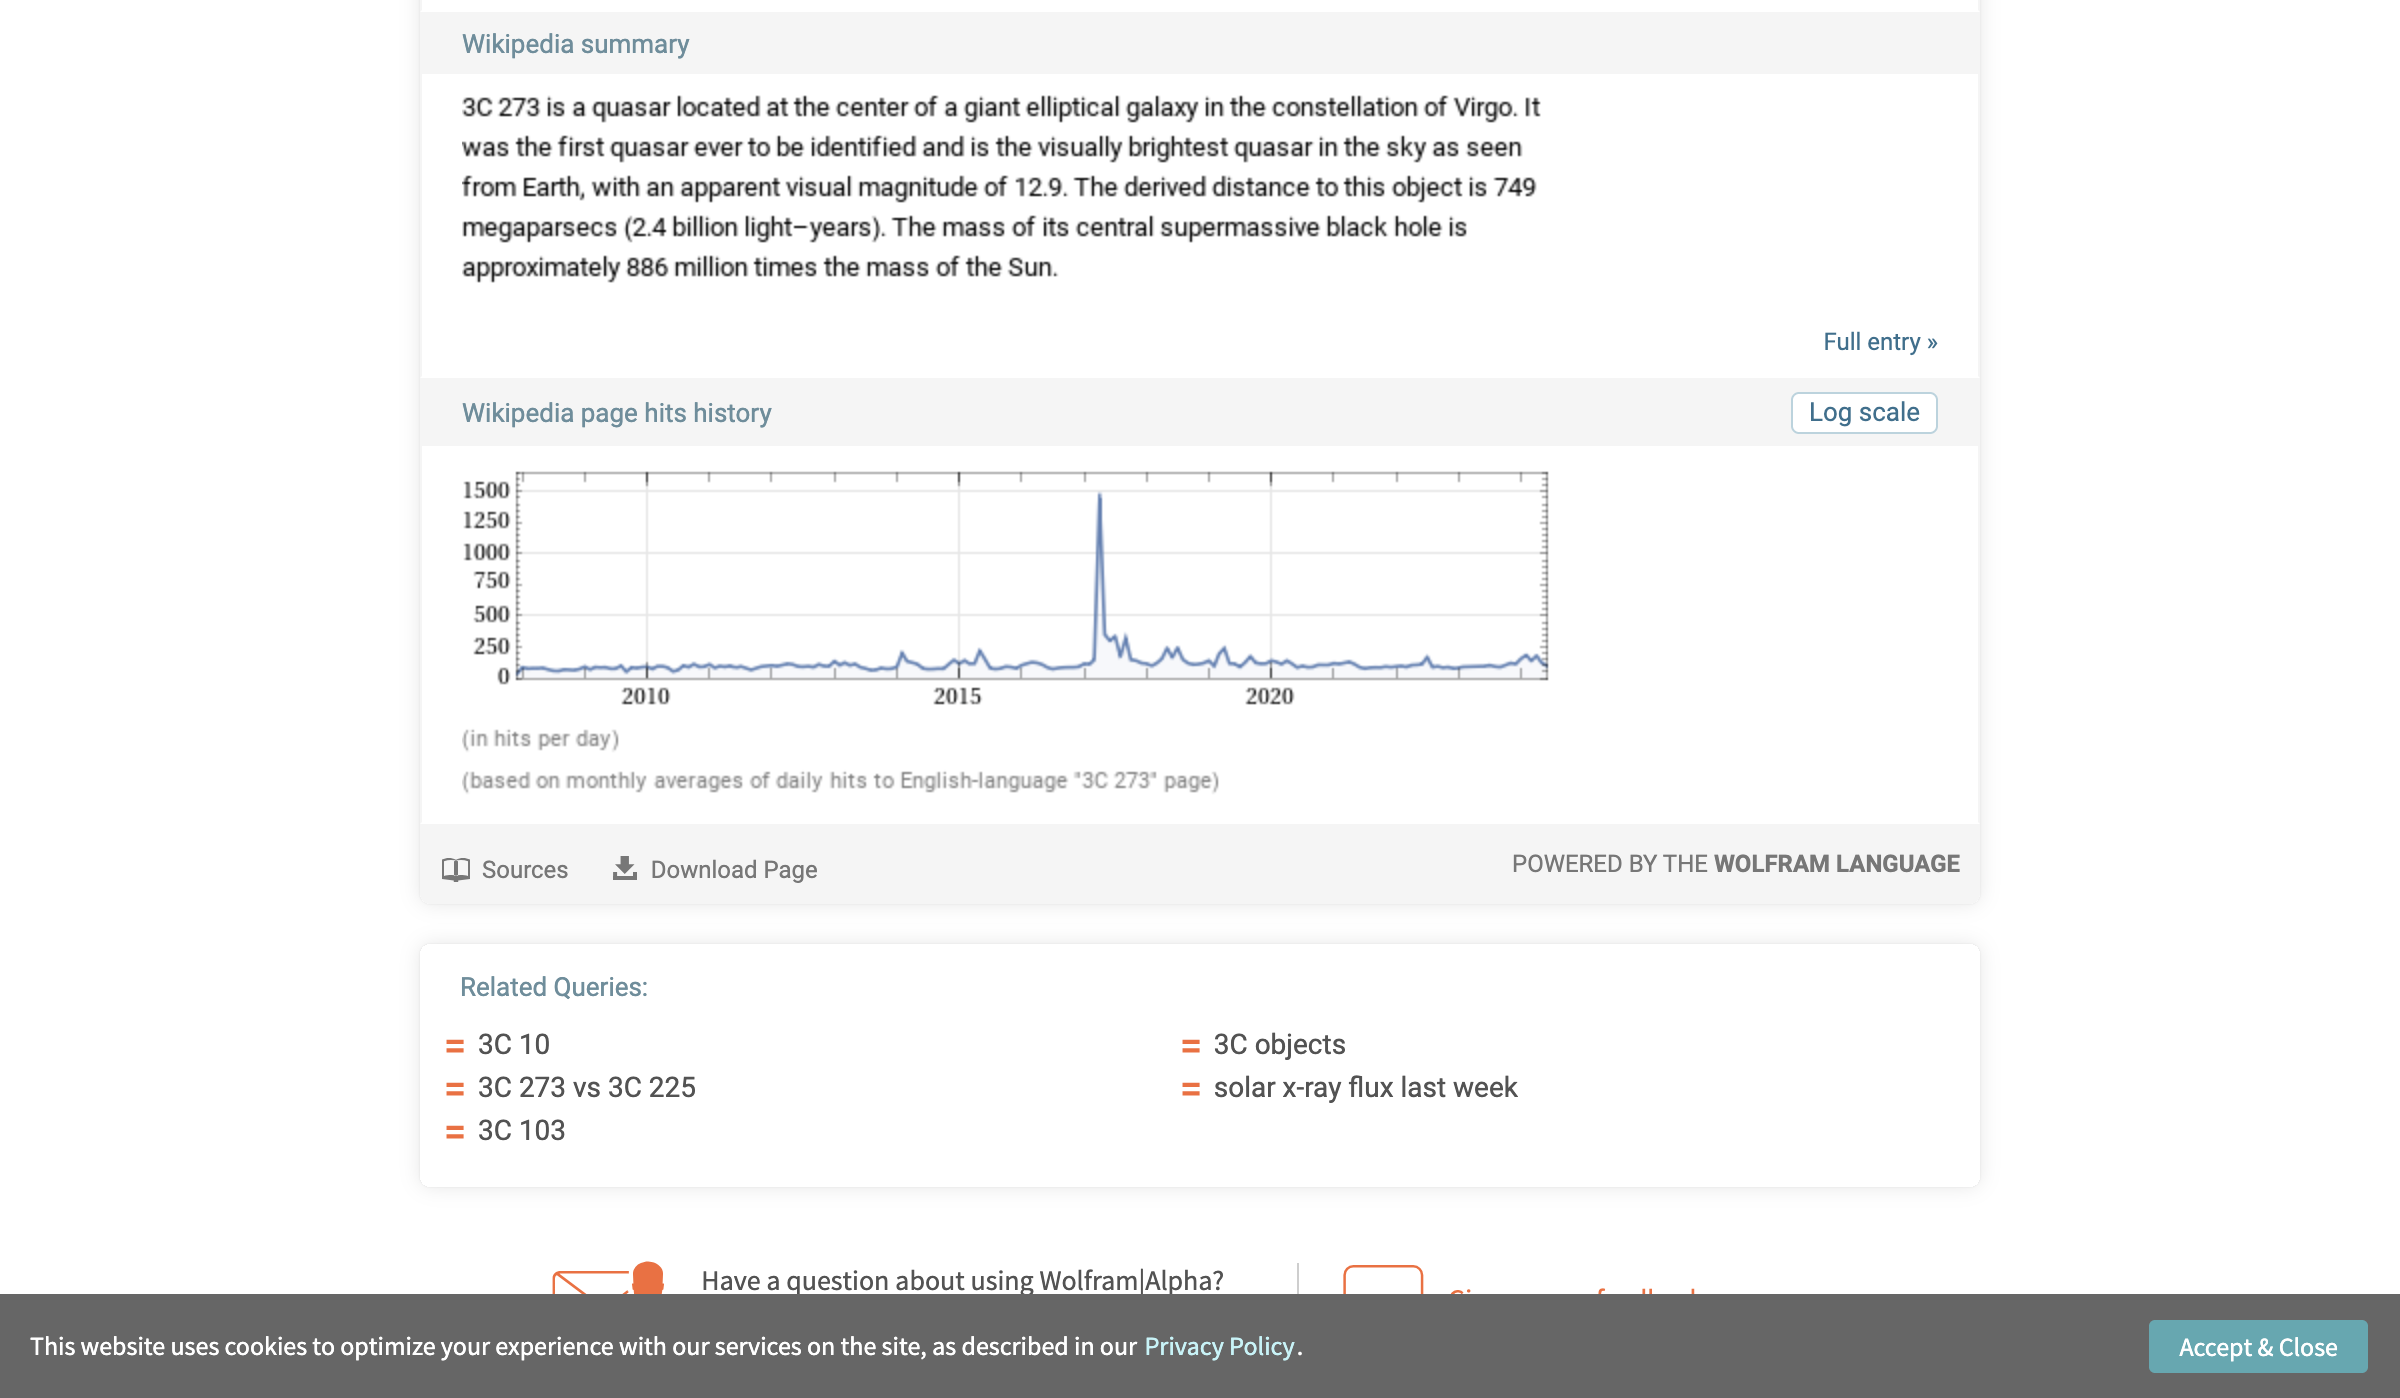 Wikipedia summary
3C 273 is a quasar located at the center of a giant elliptical galaxy in the constellation of Virgo. It
was the first quasar ever to be identified and is the visually brightest quasar in the sky as seen
from Earth, with an apparent visual magnitude of 12.9. The derived distance to this object is 749
megaparsecs (2.4 billion light–years). The mass of its central supermassive black hole is
approximately 886 million times the mass of the Sun.
Full entry »
Wikipedia page hits history
Log scale
1500
1250
1000
750
500
250
0
2010 2015 2020
(in hits per day)
(based on monthly averages of daily hits to English-language "3C 273" page)
Sources Download Page
POWERED BY THE WOLFRAM LANGUAGE
Related Queries:
= 3C 10
= 3C 273 vs 3C 225
= 3C 103
= 3C objects
= solar x-ray flux last week
Have a question about using Wolfram|Alpha?
This website uses cookies to optimize your experience with our services on the site, as described in our Privacy Policy.
Accept & Close